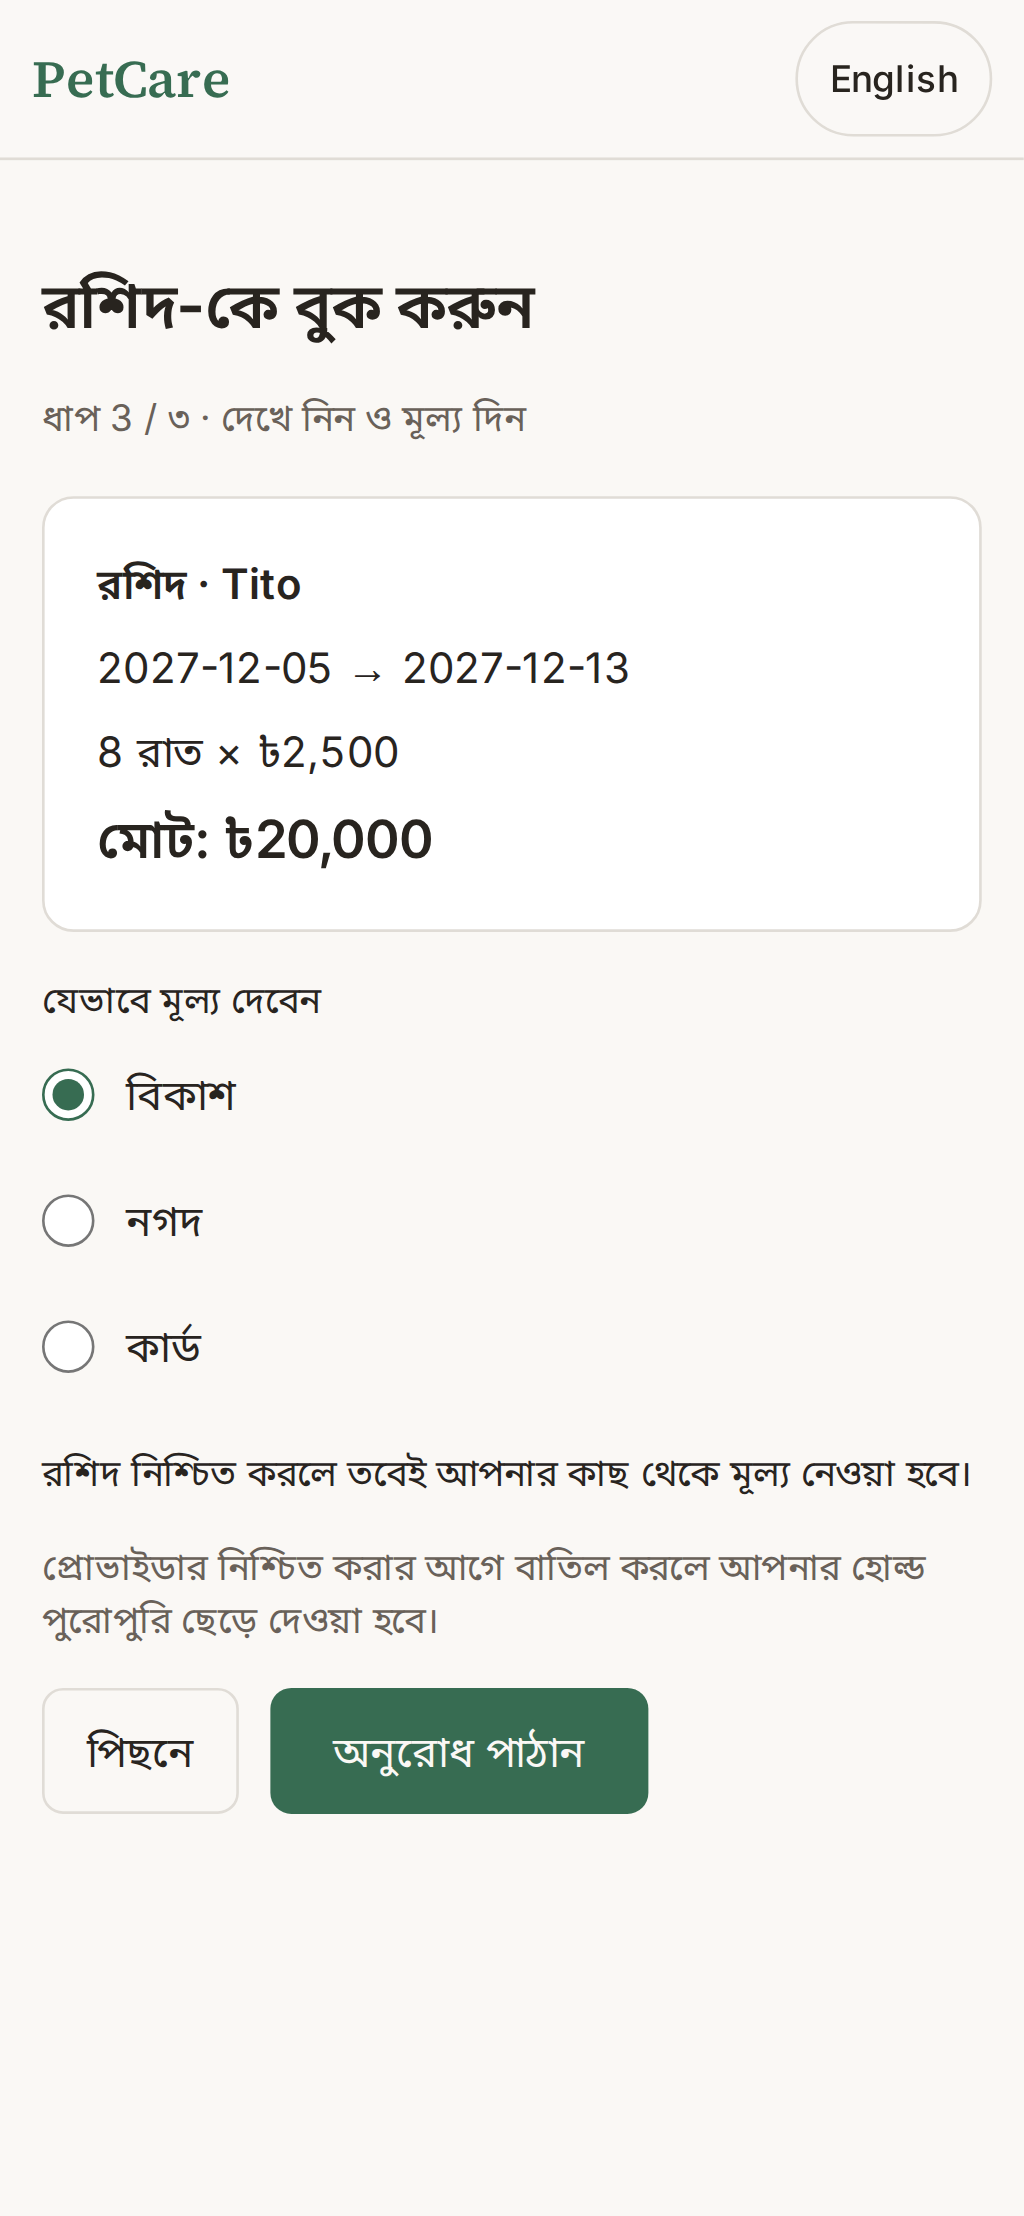 PetCare
English
রশিদ-কে বুক করুন
ধাপ 3 / ৩ · দেখে নিন ও মূল্য দিন
রশিদ · Tito
2027-12-05 → 2027-12-13
8 রাত × ৳2,500
মোট: ৳20,000
যেভাবে মূল্য দেবেন
বিকাশ
নগদ
কার্ড
রশিদ নিশ্চিত করলে তবেই আপনার কাছ থেকে মূল্য নেওয়া হবে।
প্রোভাইডার নিশ্চিত করার আগে বাতিল করলে আপনার হোল্ড
পুরোপুরি ছেড়ে দেওয়া হবে।
পিছনে
অনুরোধ পাঠান